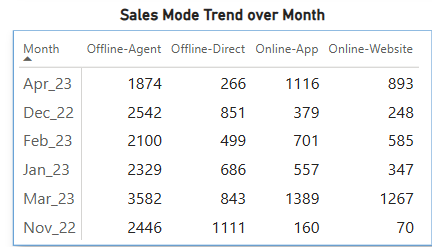 Sales Mode Trend over Month
Month Offline-Agent Offline-Direct Online-App Online-Website
Apr_23 1874 266 1116 893
Dec_22 2542 851 379 248
Feb_23 2100 499 701 585
Jan_23 2329 686 557 347
Mar_23 3582 843 1389 1267
Nov_22 2446 1111 160 70